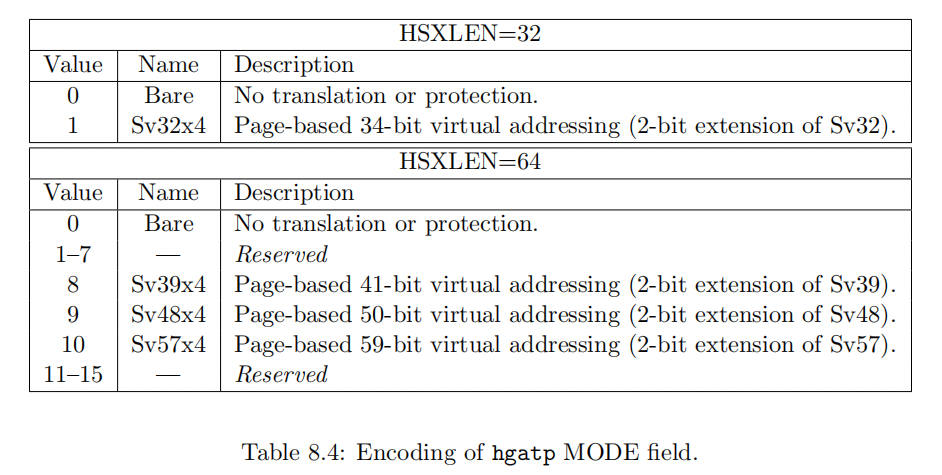 HSXLEN=32
Value Name Description
0 Bare No translation or protection.
1 Sv32x4 Page-based 34-bit virtual addressing (2-bit extension of Sv32).
HSXLEN=64
Value Name Description
0 Bare No translation or protection.
1–7 — Reserved
8 Sv39x4 Page-based 41-bit virtual addressing (2-bit extension of Sv39).
9 Sv48x4 Page-based 50-bit virtual addressing (2-bit extension of Sv48).
10 Sv57x4 Page-based 59-bit virtual addressing (2-bit extension of Sv57).
11–15 — Reserved
Table 8.4: Encoding of hgatp MODE field.